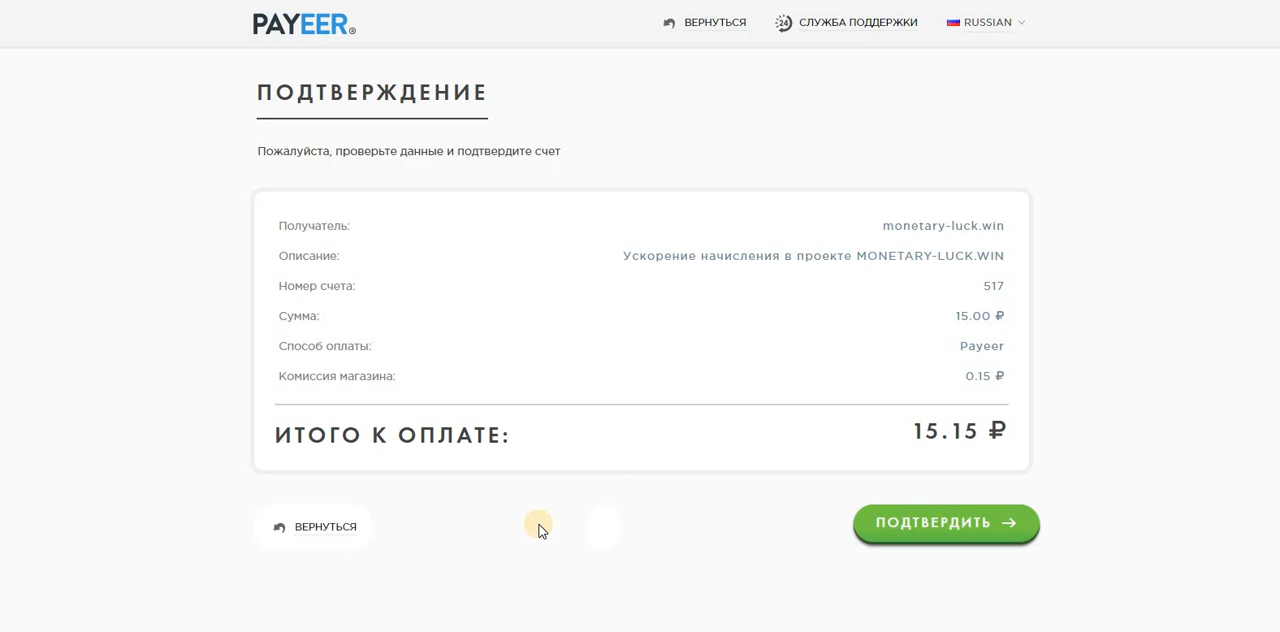 PAYEER®
ВЕРНУТЬСЯ
24 СЛУЖБА ПОДДЕРЖКИ
RUSSIAN
ПОДТВЕРЖДЕНИЕ
Пожалуйста, проверьте данные и подтвердите счет
Получатель: monetary-luck.win
Описание: Ускорение начисления в проекте MONETARY-LUCK.WIN
Номер счета: 517
Сумма: 15.00 ₽
Способ оплаты: Payeer
Комиссия магазина: 0.15 ₽
ИТОГО К ОПЛАТЕ: 15.15 ₽
ВЕРНУТЬСЯ
ПОДТВЕРДИТЬ →